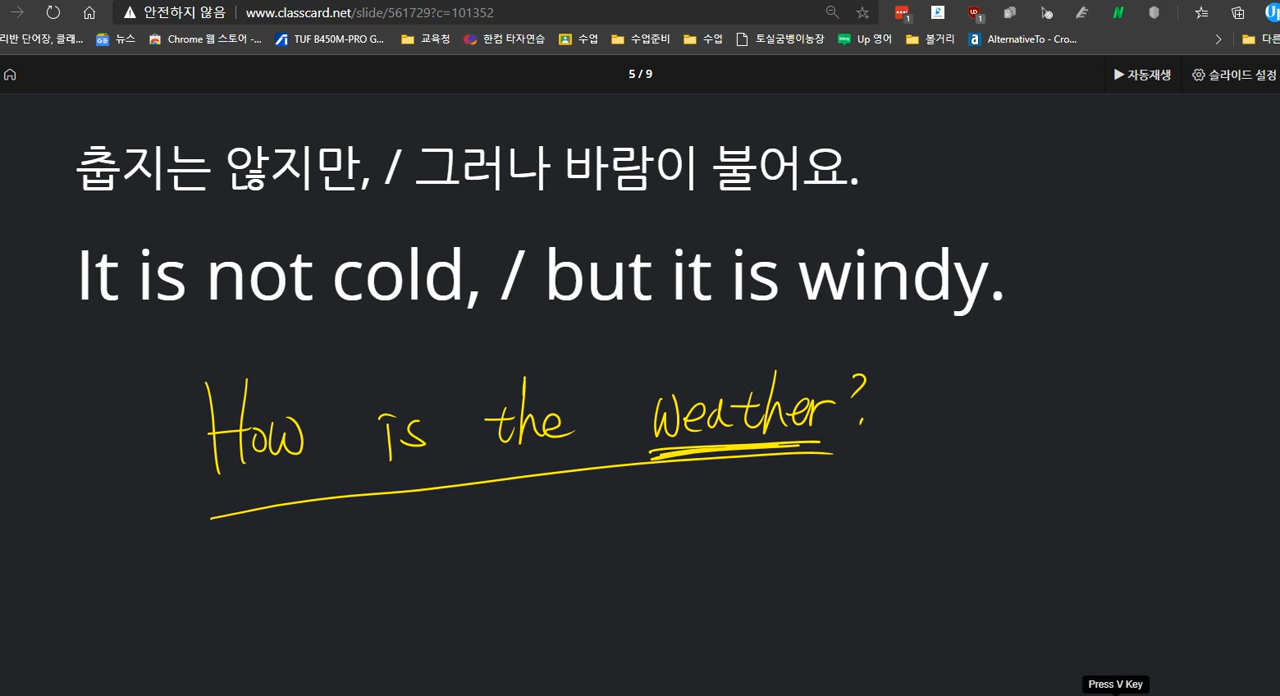 안전하지 않음 | www.classcard.net/slide/561729?c=101352
리반 단어장, 클래... 뉴스 Chrome 웹 스토어 -... TUF B450M-PRO G... 교육청 한컴 타자연습 수업 수업준비 수업 토실굼벵이농장 Up 영어 볼거리 AlternativeTo - Cro... 다른
5 / 9 자동재생 슬라이드 설정
춥지는 않지만, / 그러나 바람이 불어요.
It is not cold, / but it is windy.
How is the weather?
Press V Key